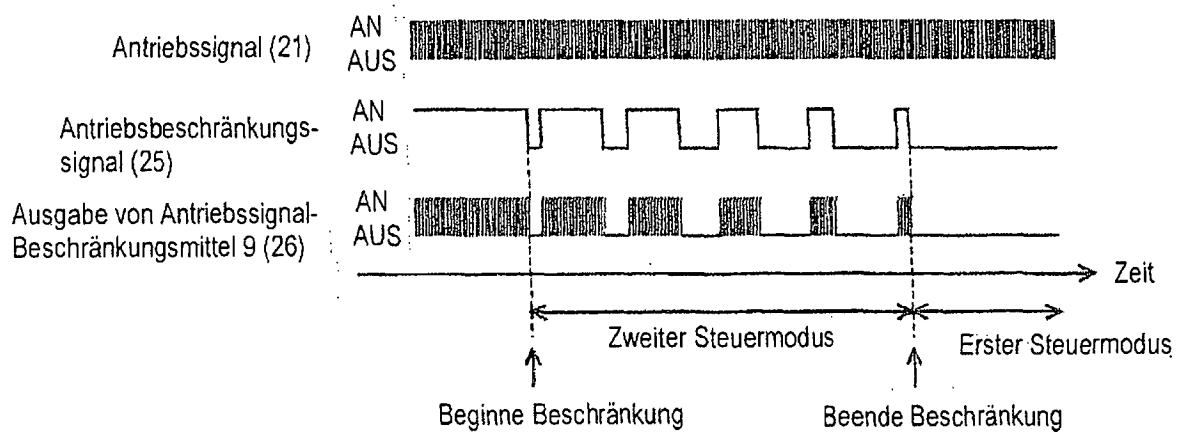 Antriebssignal (21)
AN
AUS
Antriebsbeschränkungs-
signal (25)
AN
AUS
Ausgabe von Antriebssignal-
Beschränkungsmittel 9 (26)
AN
AUS
Zeit
Zweiter Steuermodus
Erster Steuermodus
Beginne Beschränkung
Beende Beschränkung